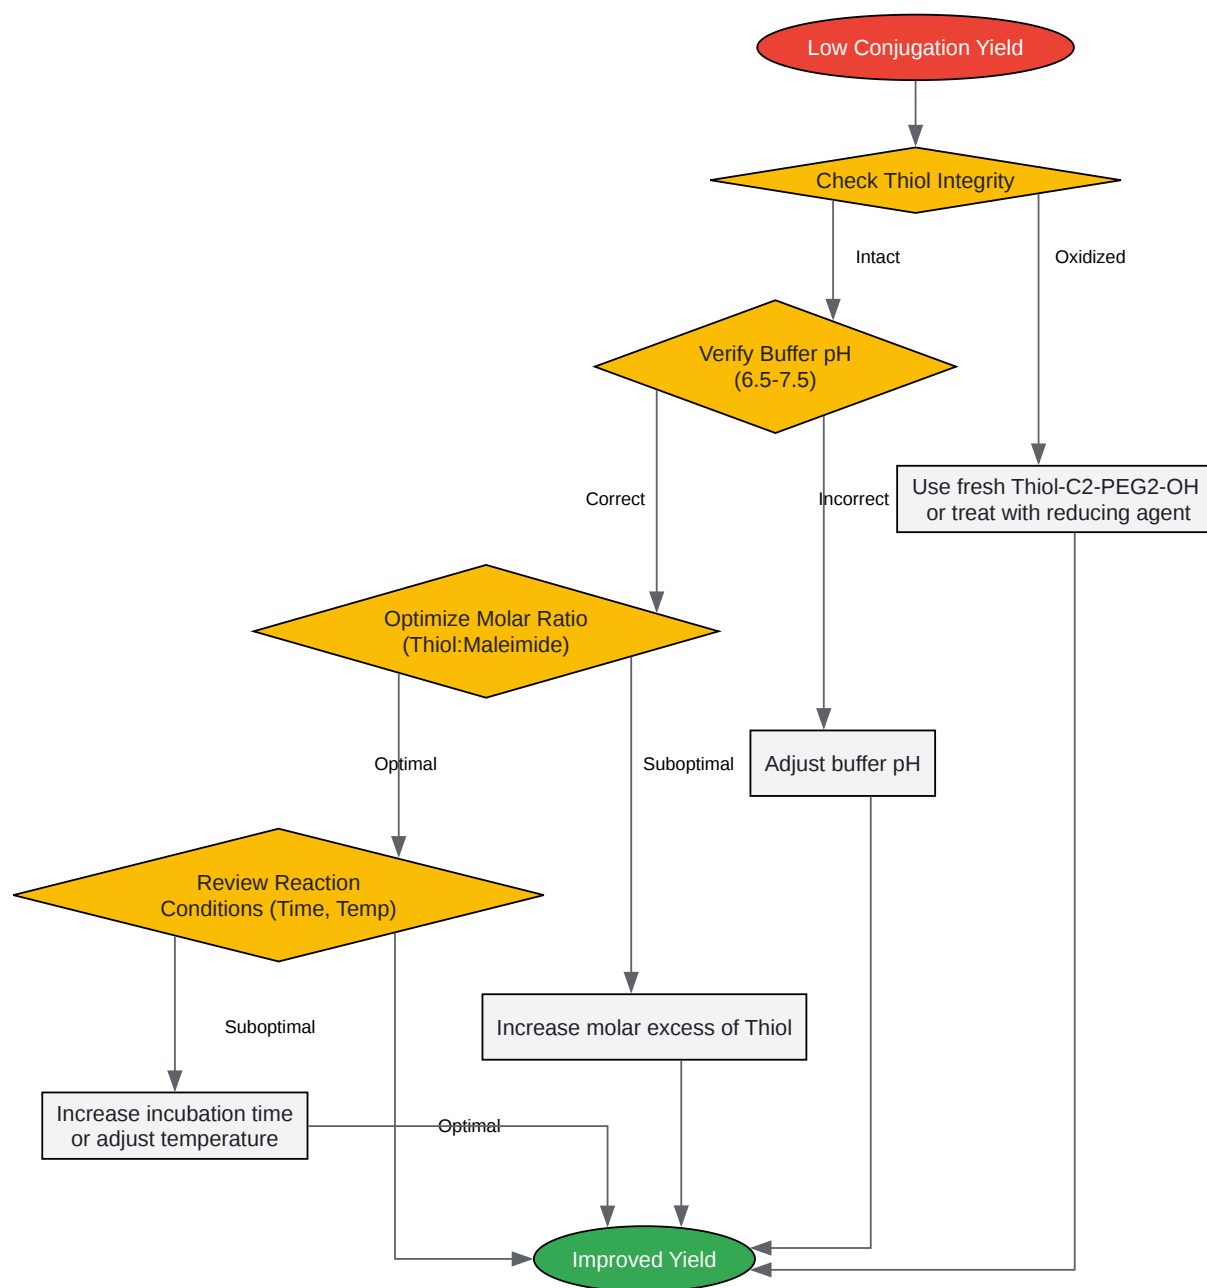 Low Conjugation Yield
Check Thiol Integrity
Intact
Oxidized
Verify Buffer pH
(6.5-7.5)
Correct
Incorrect
Use fresh Thiol-C2-PEG2-OH
or treat with reducing agent
Optimize Molar Ratio
(Thiol:Maleimide)
Optimal
Suboptimal
Adjust buffer pH
Review Reaction
Conditions (Time, Temp)
Suboptimal
Increase molar excess of Thiol
Increase incubation time
or adjust temperature
Optimal
Improved Yield